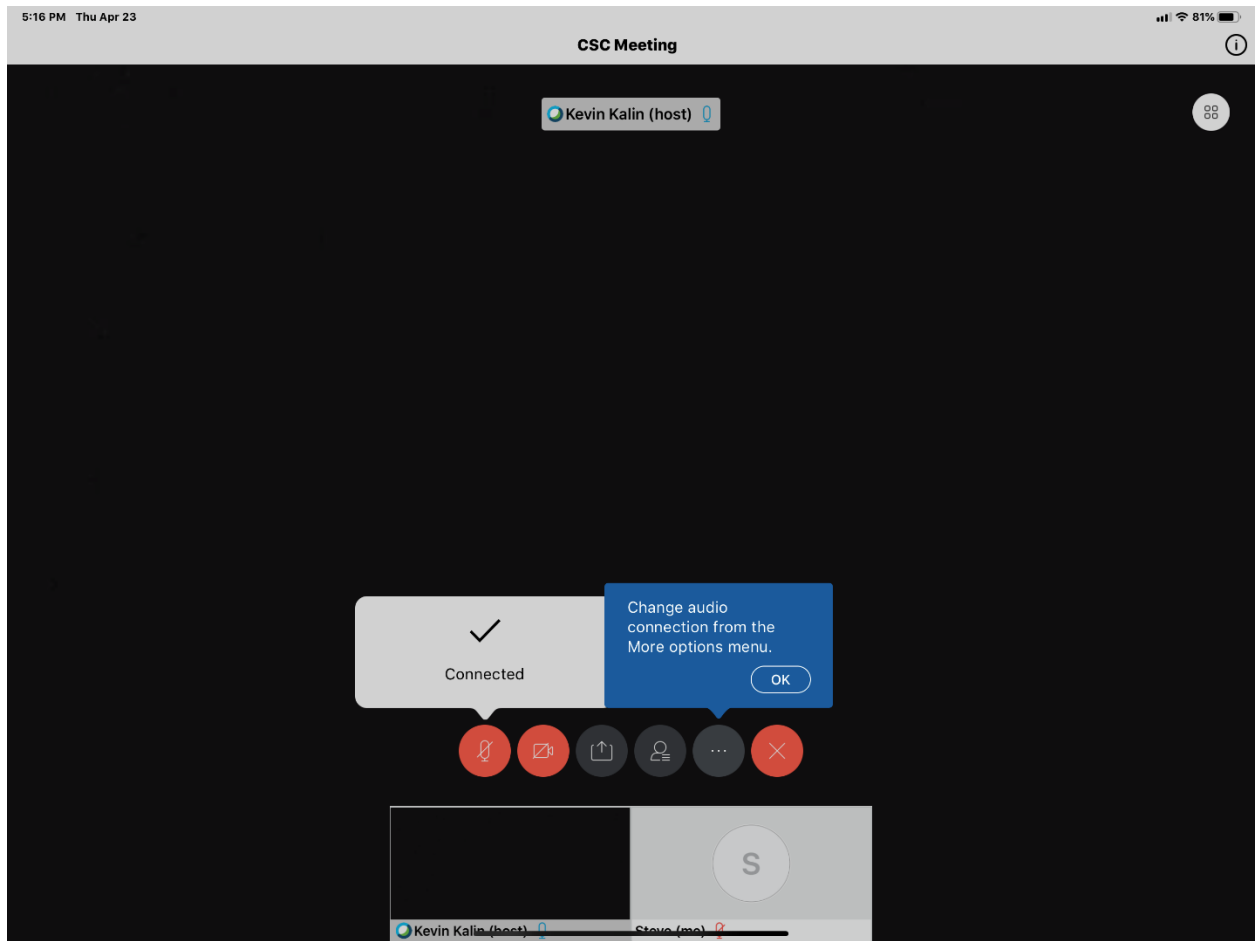 5:16 PM Thu Apr 23
81%
CSC Meeting
Kevin Kalin (host)
Change audio
connection from the
More options menu.
OK
Connected
S
Kevin Kalin (host)
Steve (me)